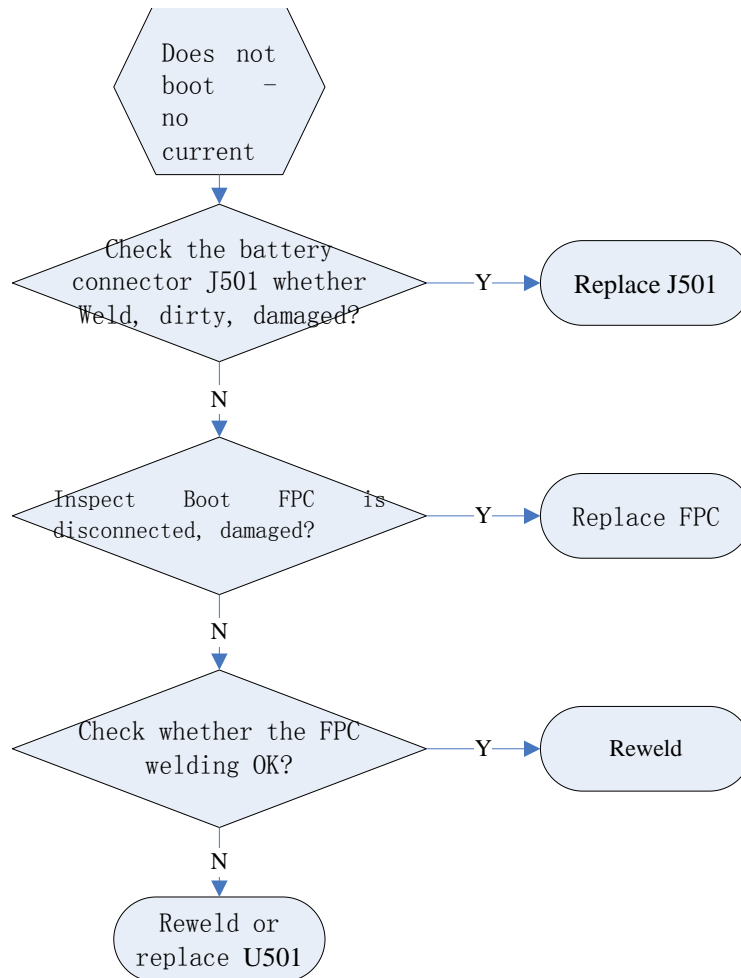 Does not
boot –
no
current
Check the battery
connector J501 whether
Weld, dirty, damaged?
Y
Replace J501
N
Inspect Boot FPC is
disconnected, damaged?
Y
Replace FPC
N
Check whether the FPC
welding OK?
Y
Reweld
N
Reweld or
replace U501